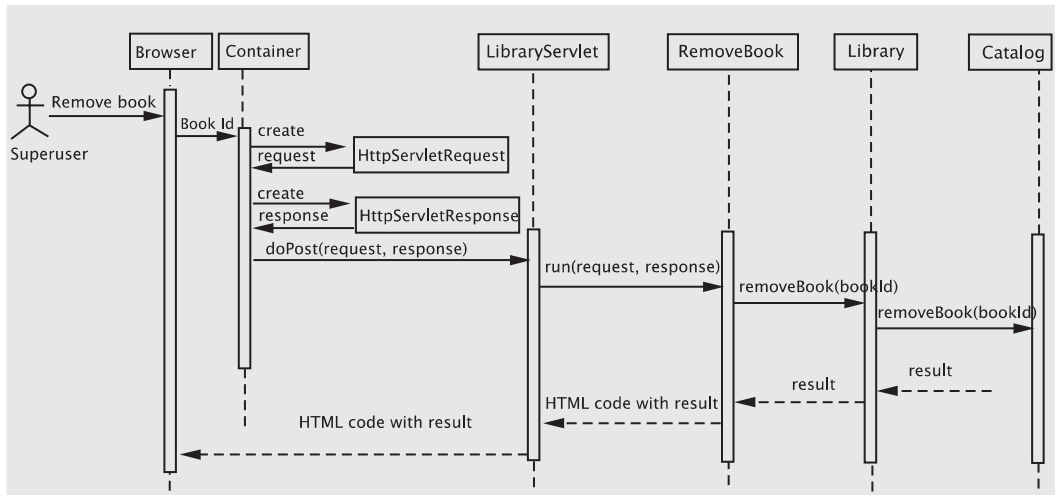 Browser
Container
LibraryServlet
RemoveBook
Library
Catalog
Remove book
Superuser
Book Id
create
request
HttpServletRequest
create
response
HttpServletResponse
doPost(request, response)
run(request, response)
removeBook(bookId)
removeBook(bookId)
result
result
HTML code with result
HTML code with result